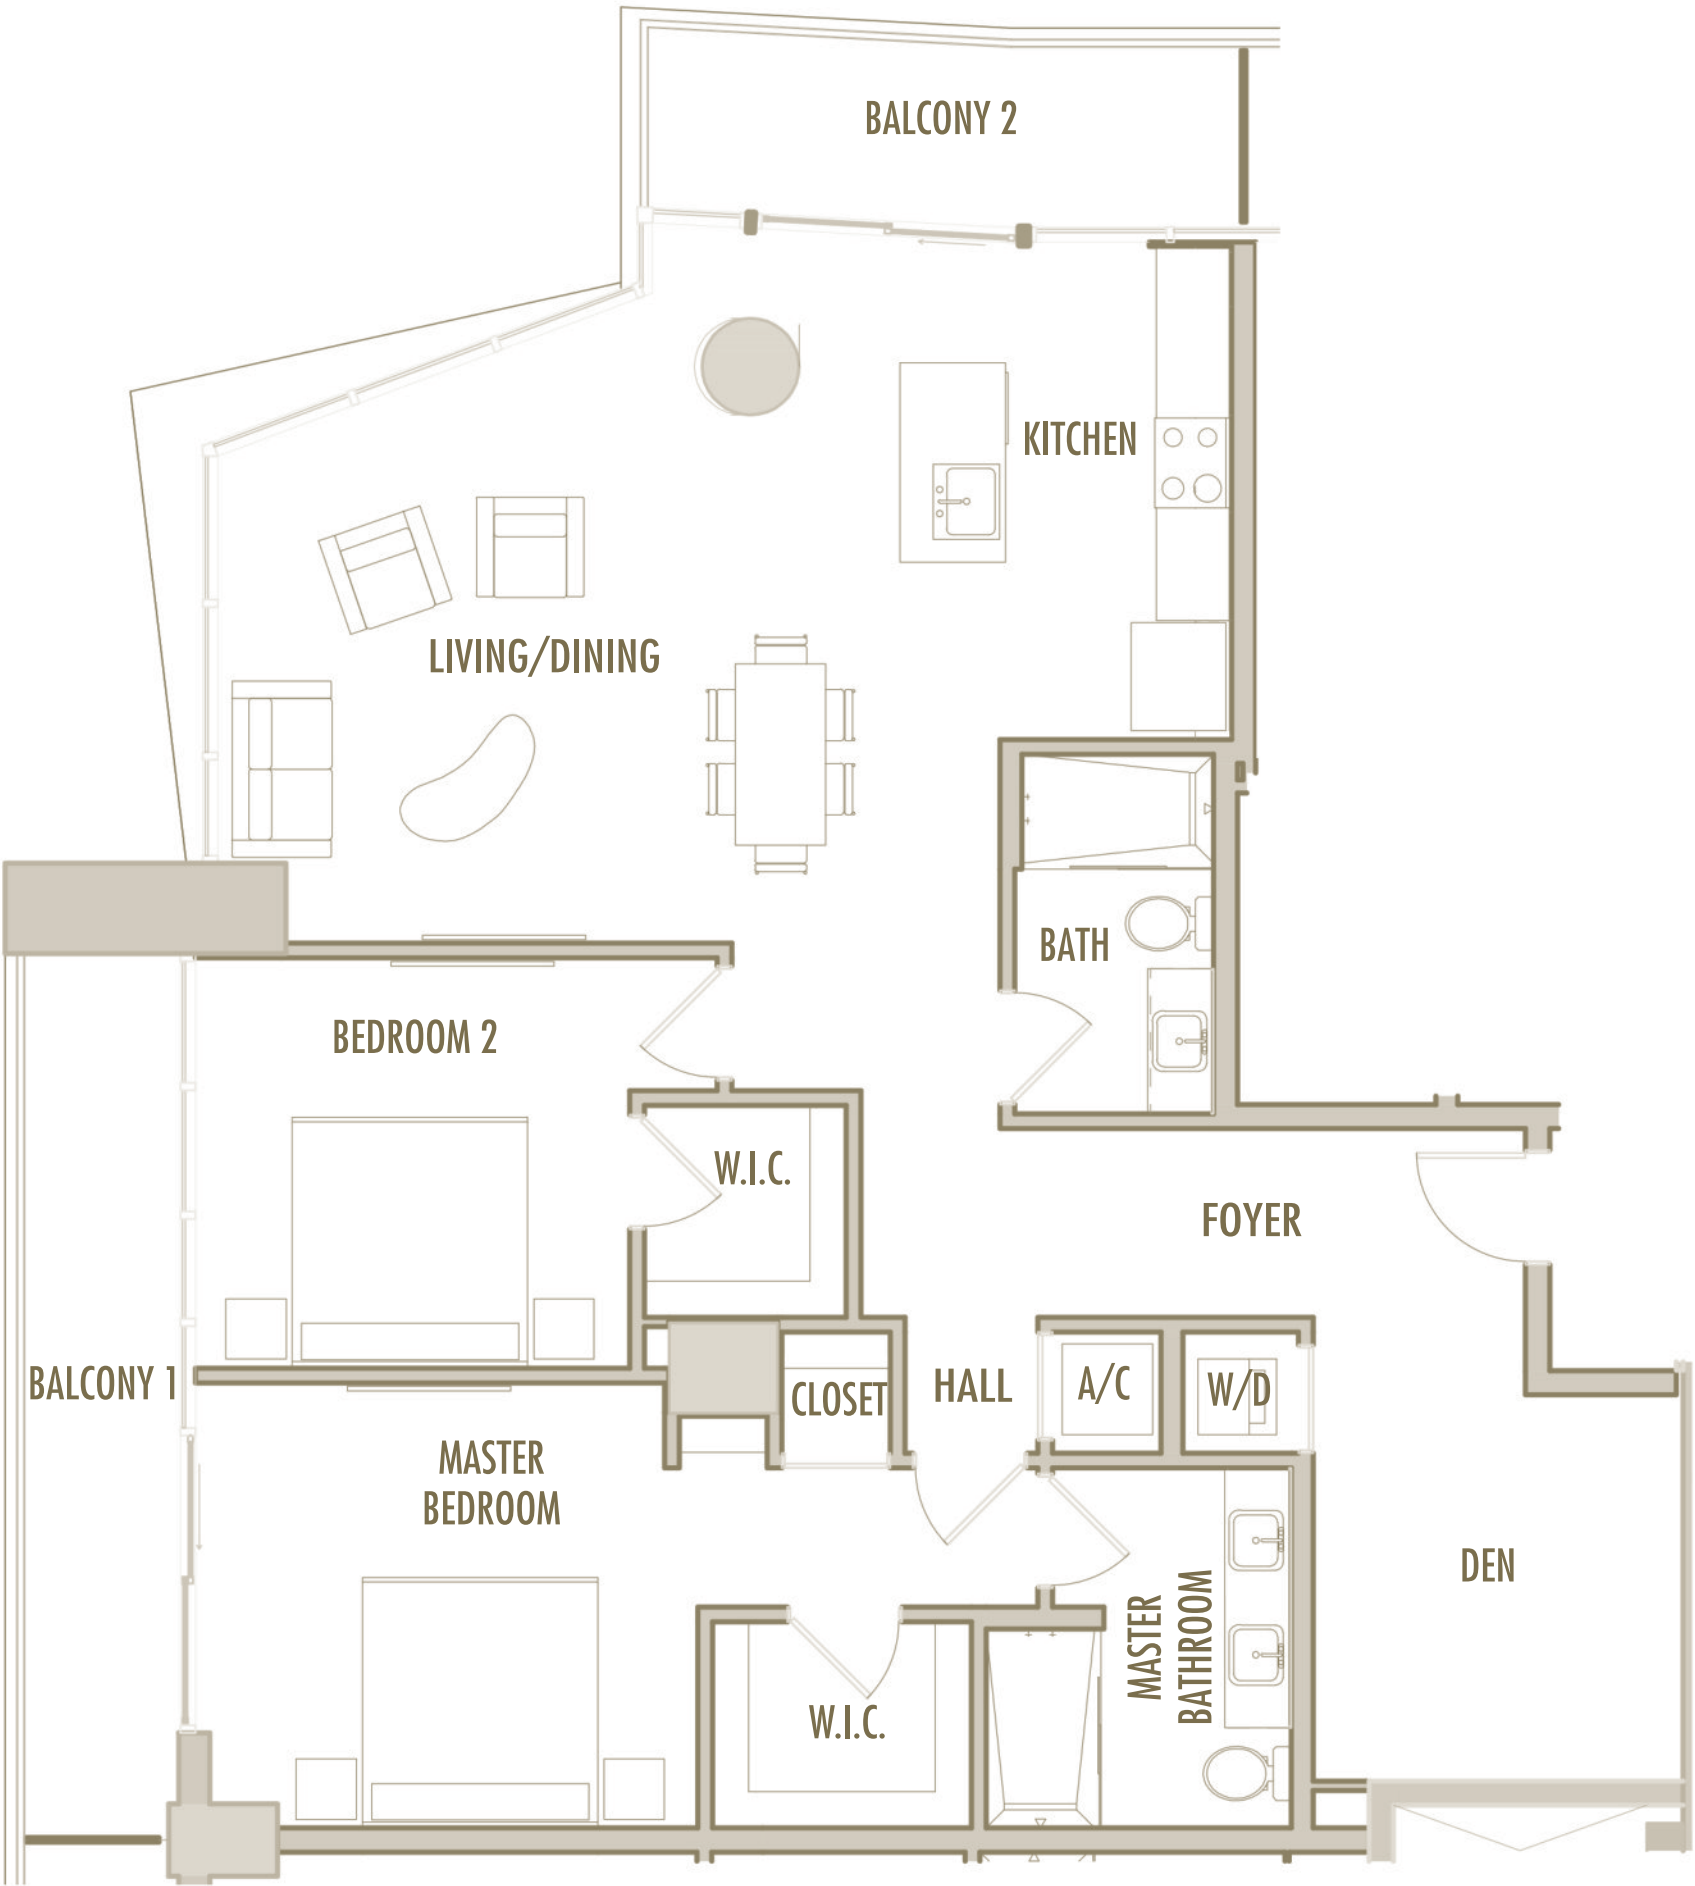 BALCONY 2
KITCHEN
LIVING/DINING
BATH
BEDROOM 2
W.I.C.
FOYER
BALCONY 1
CLOSET
HALL
A/C
W/D
MASTER
BEDROOM
DEN
MASTER
BATHROOM
W.I.C.